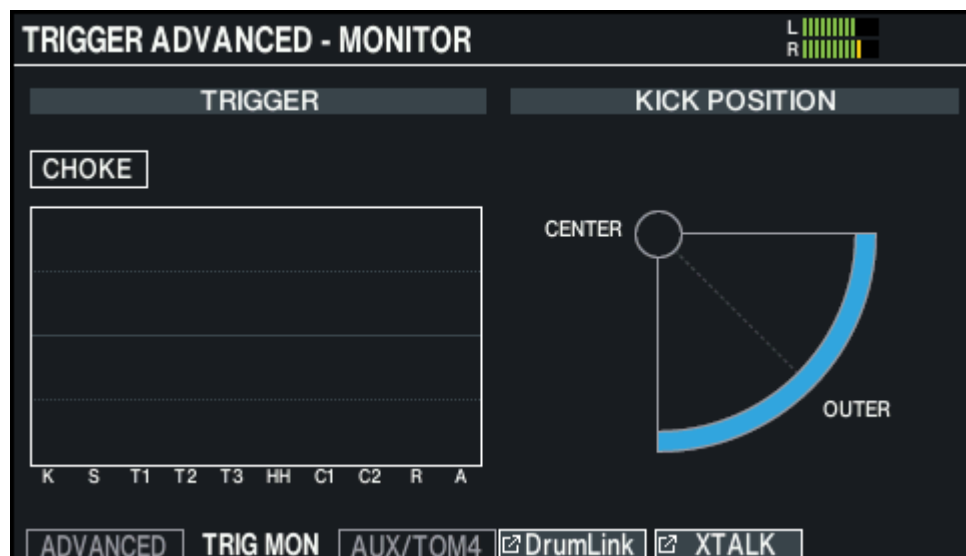 TRIGGER ADVANCED - MONITOR
L
R
TRIGGER
KICK POSITION
CHOKE
CENTER
OUTER
K S T1 T2 T3 HH C1 C2 R A
ADVANCED TRIG MON AUX/TOM4 DrumLink XTALK